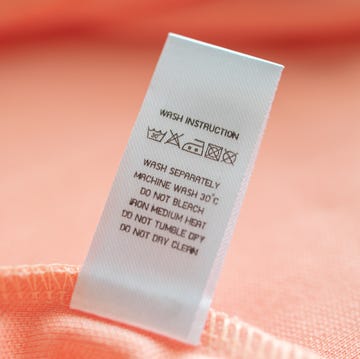 WASH INSTRUCTION
WASH SEPARATELY
MACHINE WASH 30°C
DO NOT BLEACH
IRON MEDIUM HEAT
DO NOT TUMBLE DPY
DO NOT DRY CLEAN